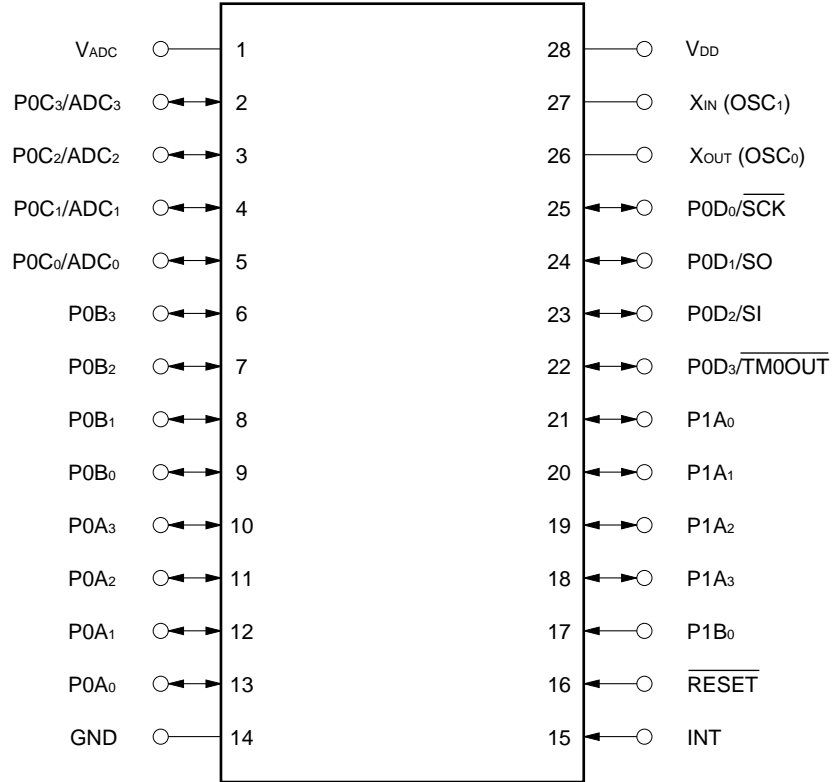 VADC 1 28 VDD
P0C3/ADC3 2 27 XIN (OSC1)
P0C2/ADC2 3 26 XOUT (OSC0)
P0C1/ADC1 4 25 P0D0/S̅C̅K̅
P0C0/ADC0 5 24 P0D1/SO
P0B3 6 23 P0D2/SI
P0B2 7 22 P0D3/T̅M̅0̅O̅U̅T̅
P0B1 8 21 P1A0
P0B0 9 20 P1A1
P0A3 10 19 P1A2
P0A2 11 18 P1A3
P0A1 12 17 P1B0
P0A0 13 16 R̅E̅S̅E̅T̅
GND 14 15 INT